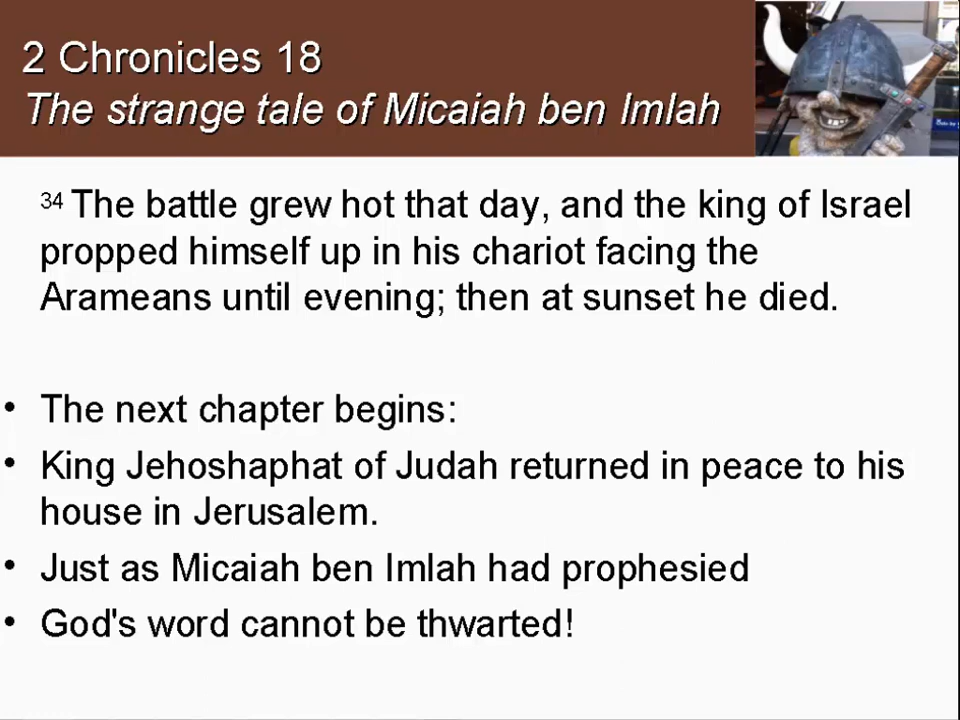 2 Chronicles 18
The strange tale of Micaiah ben Imlah
34 The battle grew hot that day, and the king of Israel
propped himself up in his chariot facing the
Arameans until evening; then at sunset he died.
• The next chapter begins:
• King Jehoshaphat of Judah returned in peace to his
house in Jerusalem.
• Just as Micaiah ben Imlah had prophesied
• God's word cannot be thwarted!